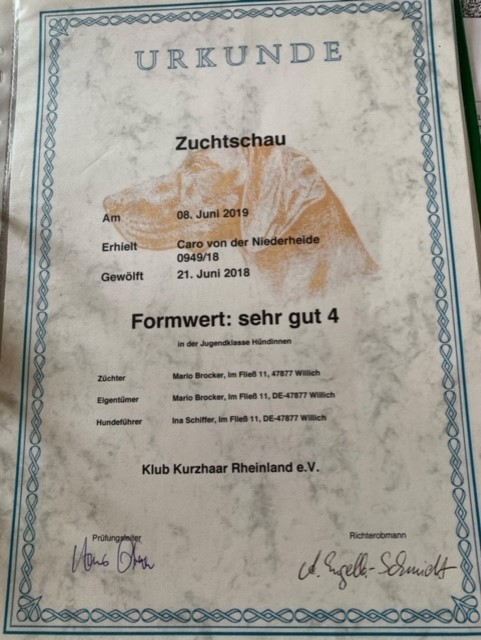 URKUNDE
Zuchtschau
Am 08. Juni 2019
Erhielt Caro von der Niederheide
0949/18
Gewölft 21. Juni 2018
Formwert: sehr gut 4
in der Jugendklasse Hündinnen
Züchter Mario Brocker, Im Fließ 11, 47877 Willich
Eigentümer Mario Brocker, Im Fließ 11, DE-47877 Willich
Hundeführer Ina Schiffer, Im Fließ 11, DE-47877 Willich
Klub Kurzhaar Rheinland e.V.
Prüfungsleiter Richterobmann